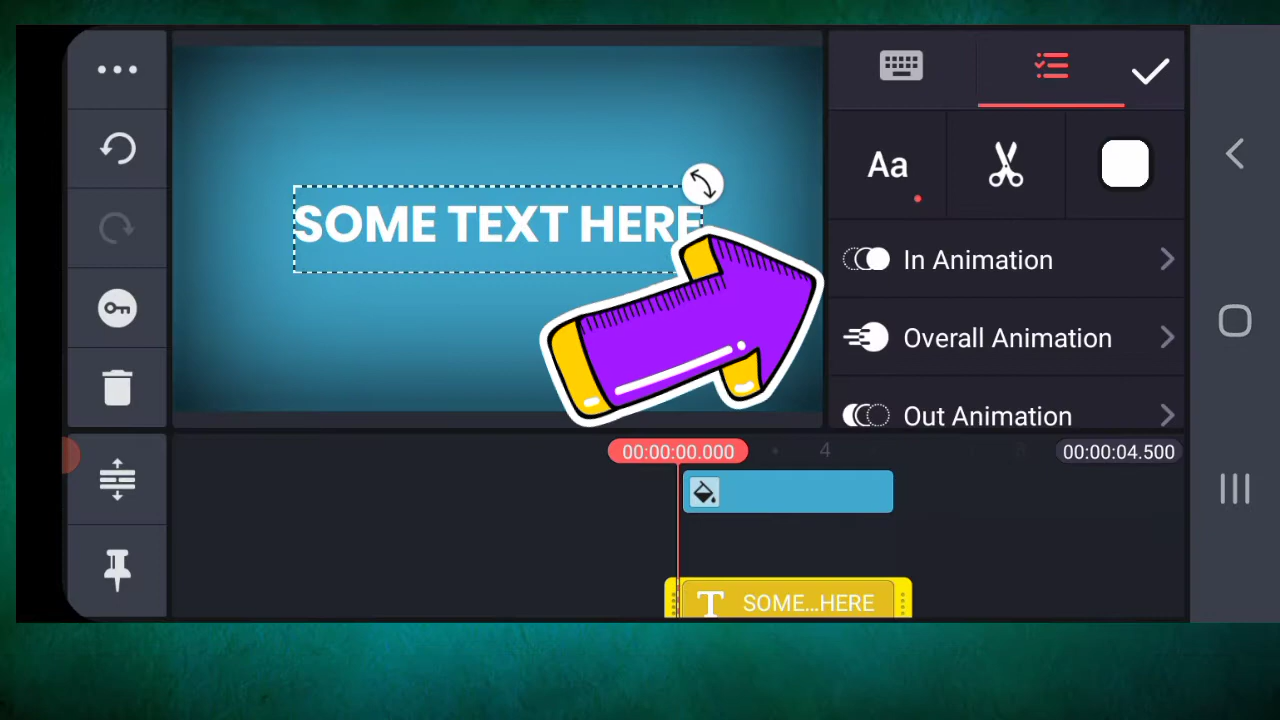 SOME TEXT HERE
Aa
In Animation
Overall Animation
Out Animation
00:00:00.000
4
8
00:00:04.500
T
SOME...HERE